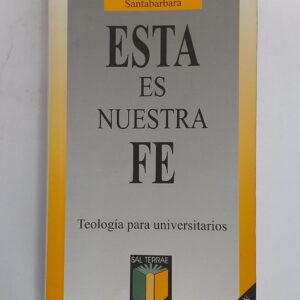 Santabárbara
ESTA
ES
NUESTRA
FE
Teología para universitarios
SAL TERRAE